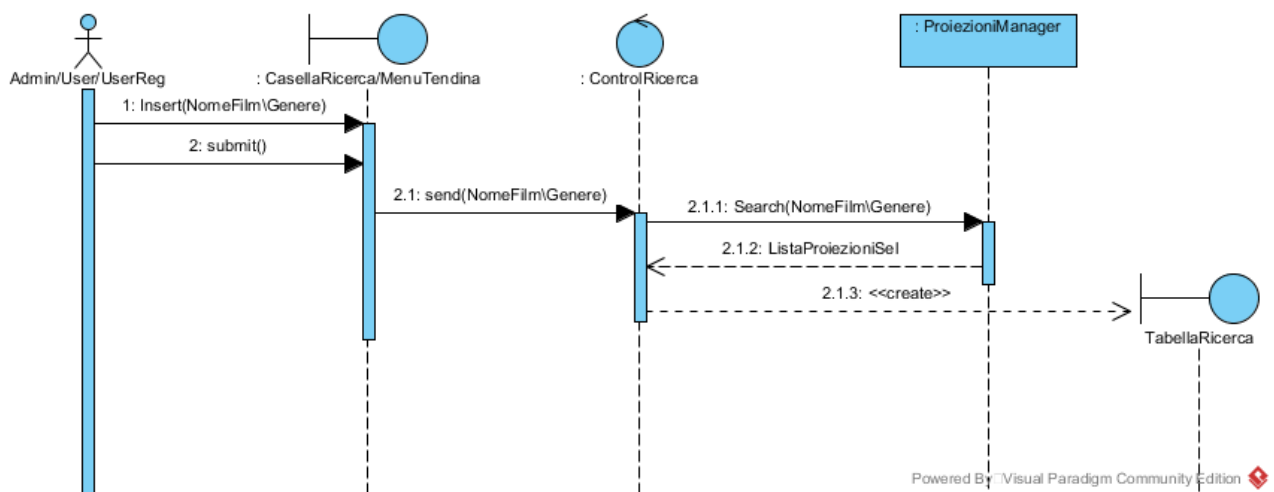 : ProiezioniManager
Admin/User/UserReg
: CasellaRicerca/MenuTendina
: ControlRicerca
1: Insert(NomeFilm\Genere)
2: submit()
2.1: send(NomeFilm\Genere)
2.1.1: Search(NomeFilm\Genere)
2.1.2: ListaProiezioniSel
2.1.3: <<create>>
TabellaRicerca
Powered By Visual Paradigm Community Edition